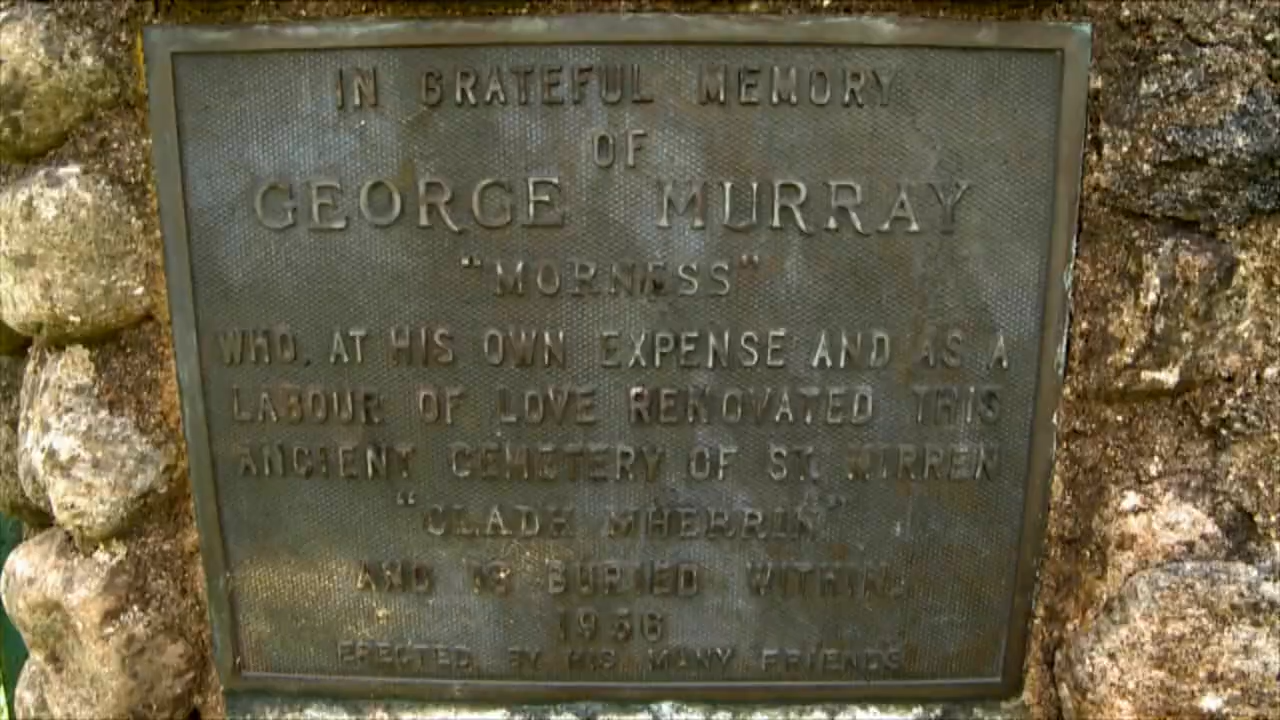 IN GRATEFUL MEMORY
OF
GEORGE MURRAY
"MORNESS"
WHO, AT HIS OWN EXPENSE AND AS A
LABOUR OF LOVE RENOVATED THIS
ANCIENT CEMETERY OF ST. MIRREN
"CLADH MHERRIN"
AND IS BURIED WITHIN.
1956
ERECTED BY HIS MANY FRIENDS